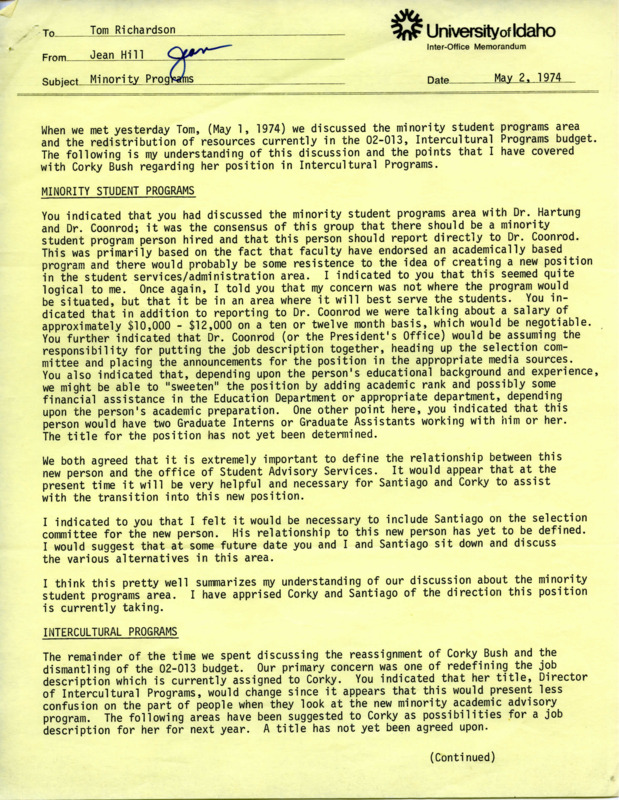 To Tom Richardson
University of Idaho
Inter-Office Memorandum
From Jean Hill Jean
Subject Minority Programs
Date May 2, 1974
When we met yesterday Tom, (May 1, 1974) we discussed the minority student programs area
and the redistribution of resources currently in the 02-013, Intercultural Programs budget.
The following is my understanding of this discussion and the points that I have covered
with Corky Bush regarding her position in Intercultural Programs.
MINORITY STUDENT PROGRAMS
You indicated that you had discussed the minority student programs area with Dr. Hartung
and Dr. Coonrod; it was the consensus of this group that there should be a minority
student program person hired and that this person should report directly to Dr. Coonrod.
This was primarily based on the fact that faculty have endorsed an academically based
program and there would probably be some resistence to the idea of creating a new position
in the student services/administration area. I indicated to you that this seemed quite
logical to me. Once again, I told you that my concern was not where the program would
be situated, but that it be in an area where it will best serve the students. You in-
dicated that in addition to reporting to Dr. Coonrod we were talking about a salary of
approximately $10,000 - $12,000 on a ten or twelve month basis, which would be negotiable.
You further indicated that Dr. Coonrod (or the President's Office) would be assuming the
responsibility for putting the job description together, heading up the selection com-
mittee and placing the announcements for the position in the appropriate media sources.
You also indicated that, depending upon the person's educational background and experience,
we might be able to "sweeten" the position by adding academic rank and possibly some
financial assistance in the Education Department or appropriate department, depending
upon the person's academic preparation. One other point here, you indicated that this
person would have two Graduate Interns or Graduate Assistants working with him or her.
The title for the position has not yet been determined.
We both agreed that it is extremely important to define the relationship between this
new person and the office of Student Advisory Services. It would appear that at the
present time it will be very helpful and necessary for Santiago and Corky to assist
with the transition into this new position.
I indicated to you that I felt it would be necessary to include Santiago on the selection
committee for the new person. His relationship to this new person has yet to be defined.
I would suggest that at some future date you and I and Santiago sit down and discuss
the various alternatives in this area.
I think this pretty well summarizes my understanding of our discussion about the minority
student programs area. I have apprised Corky and Santiago of the direction this position
is currently taking.
INTERCULTURAL PROGRAMS
The remainder of the time we spent discussing the reassignment of Corky Bush and the
dismantling of the 02-013 budget. Our primary concern was one of redefining the job
description which is currently assigned to Corky. You indicated that her title, Director
of Intercultural Programs, would change since it appears that this would present less
confusion on the part of people when they look at the new minority academic advisory
program. The following areas have been suggested to Corky as possibilities for a job
description for her for next year. A title has not yet been agreed upon.
(Continued)